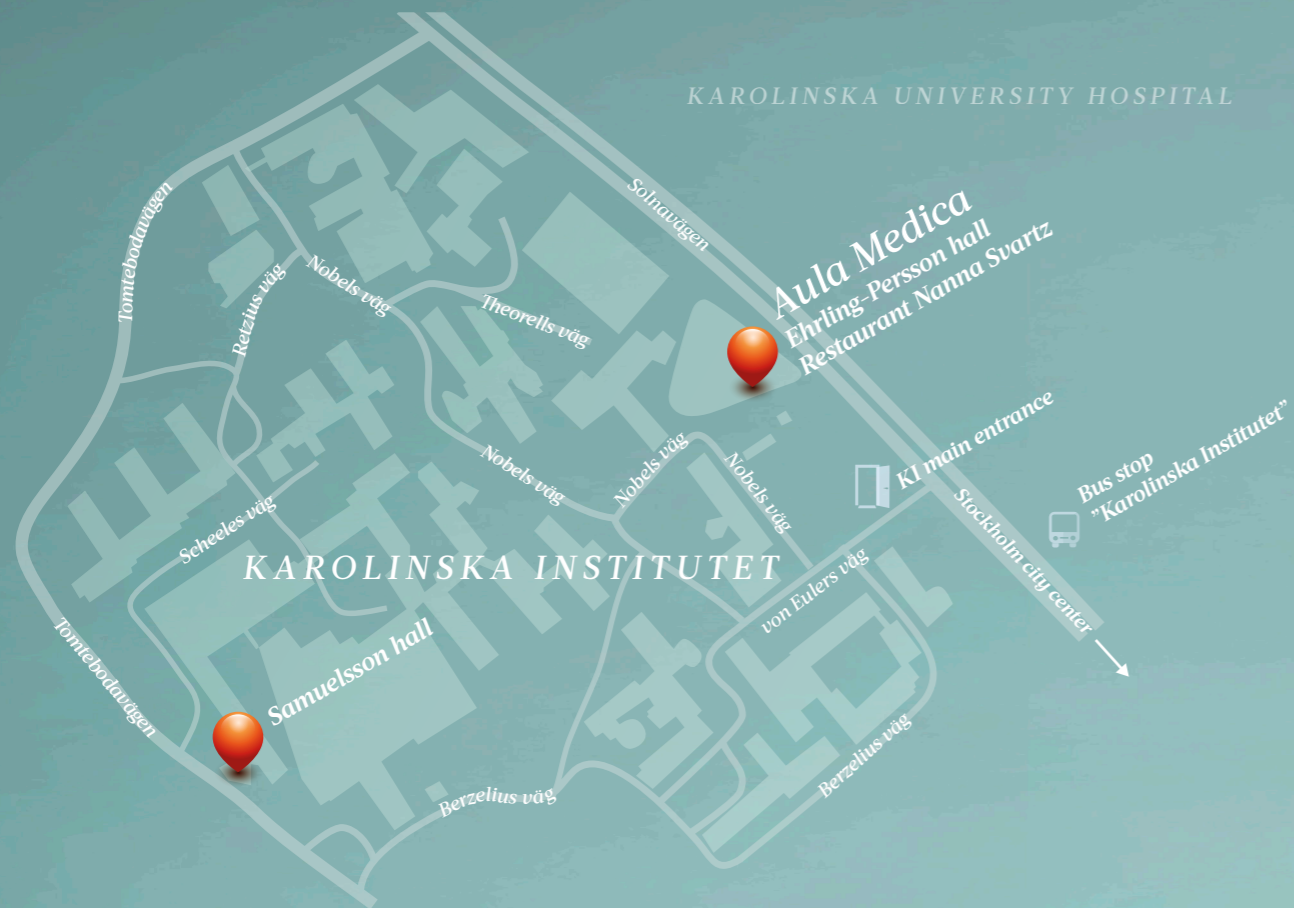 KAROLINSKA UNIVERSITY HOSPITAL
Solnavägen
Tomtebodavägen
Aula Medica
Ehrling-Persson hall
Restaurant Nanna Svartz
Retzius väg
Nobels väg
Theorells väg
KI main entrance
Bus stop
"Karolinska Institutet"
Nobels väg
Nobels väg
Nobels väg
Stockholm city center
Scheeles väg
KAROLINSKA INSTITUTET
von Eulers väg
Tomtebodavägen
Samuelsson hall
Berzelius väg
Berzelius väg